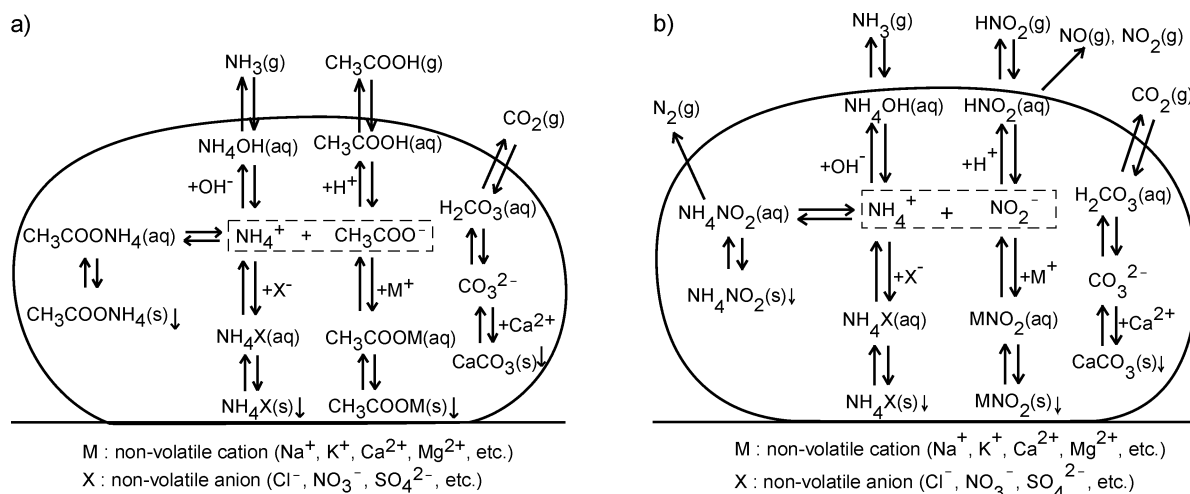 a)
NH₃(g)
CH₃COOH(g)
CO₂(g)
NH₄OH(aq)
CH₃COOH(aq)
+OH⁻
+H⁺
H₂CO₃(aq)
CH₃COONH₄(aq)
NH₄⁺ + CH₃COO⁻
CO₃²⁻
+X⁻
+M⁺
CH₃COONH₄(s)↓
+Ca²⁺
NH₄X(aq)
CH₃COOM(aq)
CaCO₃(s)↓
NH₄X(s)↓
CH₃COOM(s)↓
M : non-volatile cation (Na⁺, K⁺, Ca²⁺, Mg²⁺, etc.)
X : non-volatile anion (Cl⁻, NO₃⁻, SO₄²⁻, etc.)
b)
NH₃(g)
HNO₂(g)
NO(g), NO₂(g)
N₂(g)
CO₂(g)
NH₄OH(aq)
HNO₂(aq)
+OH⁻
+H⁺
H₂CO₃(aq)
NH₄NO₂(aq)
NH₄⁺ + NO₂⁻
CO₃²⁻
+X⁻
+M⁺
NH₄NO₂(s)↓
+Ca²⁺
NH₄X(aq)
MNO₂(aq)
CaCO₃(s)↓
NH₄X(s)↓
MNO₂(s)↓
M : non-volatile cation (Na⁺, K⁺, Ca²⁺, Mg²⁺, etc.)
X : non-volatile anion (Cl⁻, NO₃⁻, SO₄²⁻, etc.)